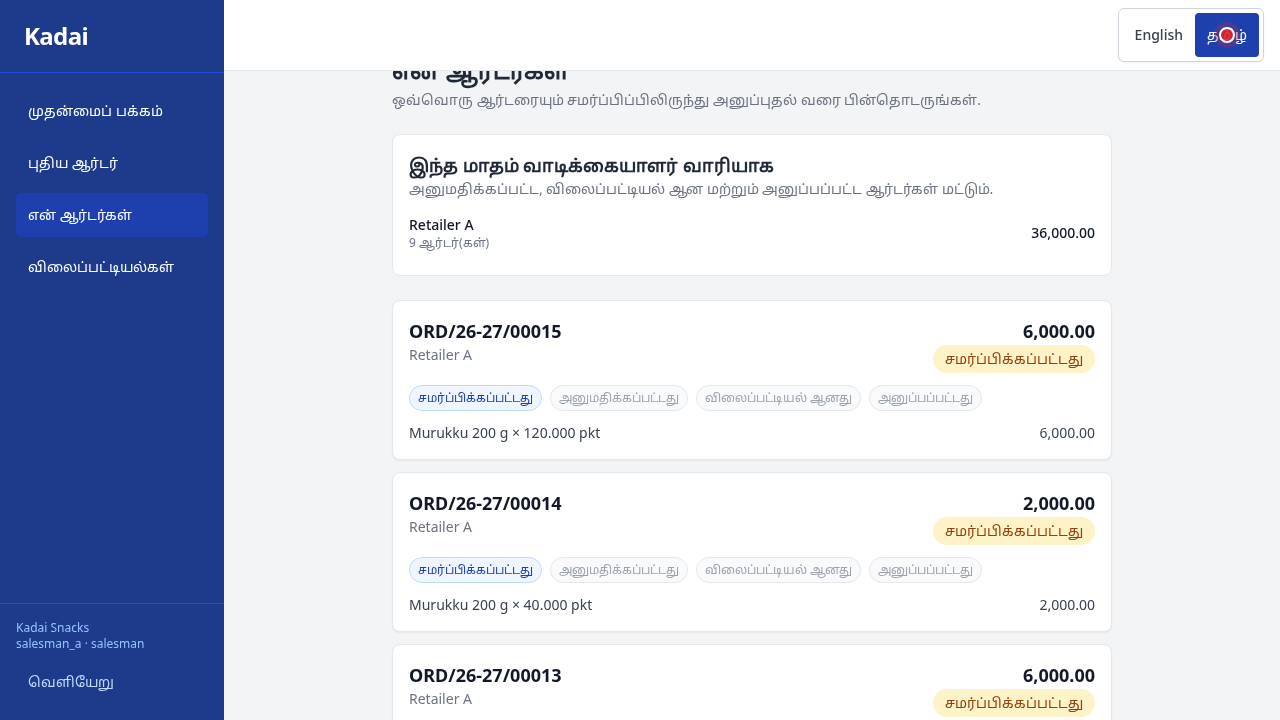 Kadai
English
முதன்மைப் பக்கம்
புதிய ஆர்டர்
என் ஆர்டர்கள்
விலைப்பட்டியல்கள்
Kadai Snacks
salesman_a · salesman
வெளியேறு
என் ஆர்டர்கள்
ஒவ்வொரு ஆர்டரையும் சமர்ப்பிப்பிலிருந்து அனுப்புதல் வரை பின்தொடருங்கள்.
இந்த மாதம் வாடிக்கையாளர் வாரியாக
அனுமதிக்கப்பட்ட, விலைப்பட்டியல் ஆன மற்றும் அனுப்பப்பட்ட ஆர்டர்கள் மட்டும்.
Retailer A
9 ஆர்டர்(கள்)
36,000.00
ORD/26-27/00015
6,000.00
Retailer A
சமர்ப்பிக்கப்பட்டது
சமர்ப்பிக்கப்பட்டது அனுமதிக்கப்பட்டது விலைப்பட்டியல் ஆனது அனுப்பப்பட்டது
Murukku 200 g × 120.000 pkt
6,000.00
ORD/26-27/00014
2,000.00
Retailer A
சமர்ப்பிக்கப்பட்டது
சமர்ப்பிக்கப்பட்டது அனுமதிக்கப்பட்டது விலைப்பட்டியல் ஆனது அனுப்பப்பட்டது
Murukku 200 g × 40.000 pkt
2,000.00
ORD/26-27/00013
6,000.00
Retailer A
சமர்ப்பிக்கப்பட்டது